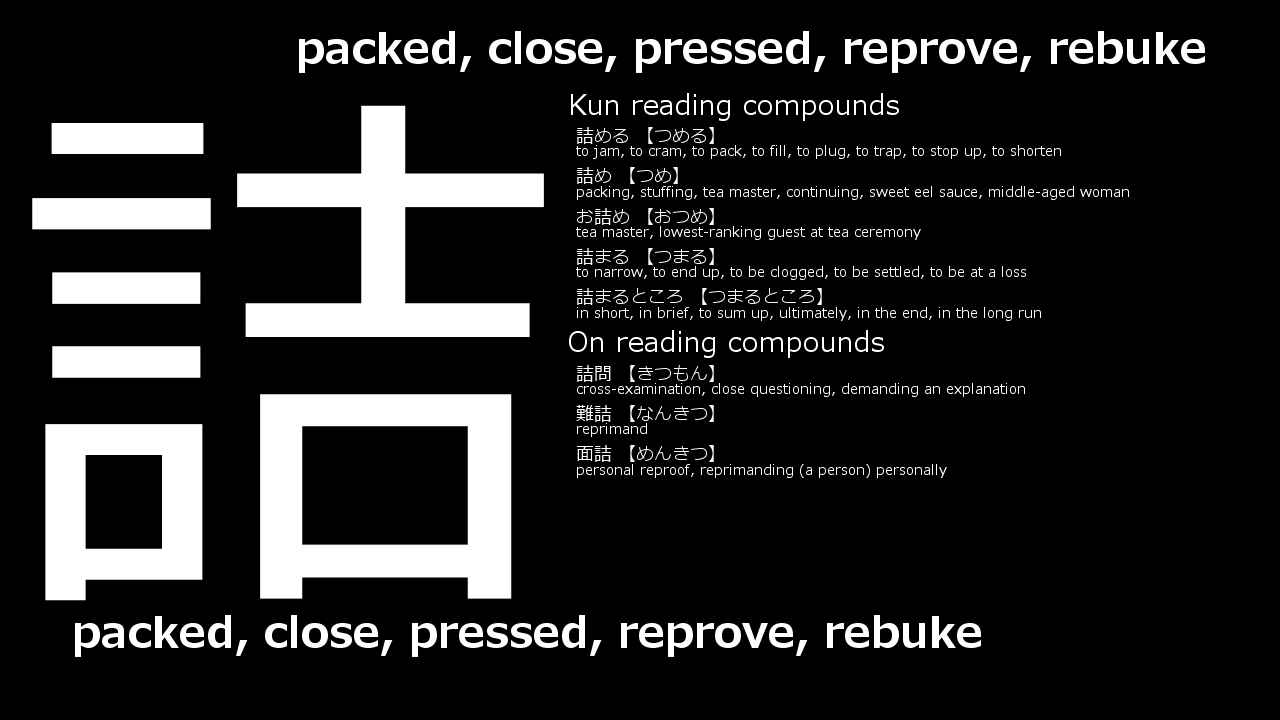 packed, close, pressed, reprove, rebuke
詰
Kun reading compounds
詰める 【つめる】
to jam, to cram, to pack, to fill, to plug, to trap, to stop up, to shorten
詰め 【つめ】
packing, stuffing, tea master, continuing, sweet eel sauce, middle-aged woman
お詰め 【おつめ】
tea master, lowest-ranking guest at tea ceremony
詰まる 【つまる】
to narrow, to end up, to be clogged, to be settled, to be at a loss
詰まるところ 【つまるところ】
in short, in brief, to sum up, ultimately, in the end, in the long run
On reading compounds
詰問 【きつもん】
cross-examination, close questioning, demanding an explanation
難詰 【なんきつ】
reprimand
面詰 【めんきつ】
personal reproof, reprimanding (a person) personally
packed, close, pressed, reprove, rebuke